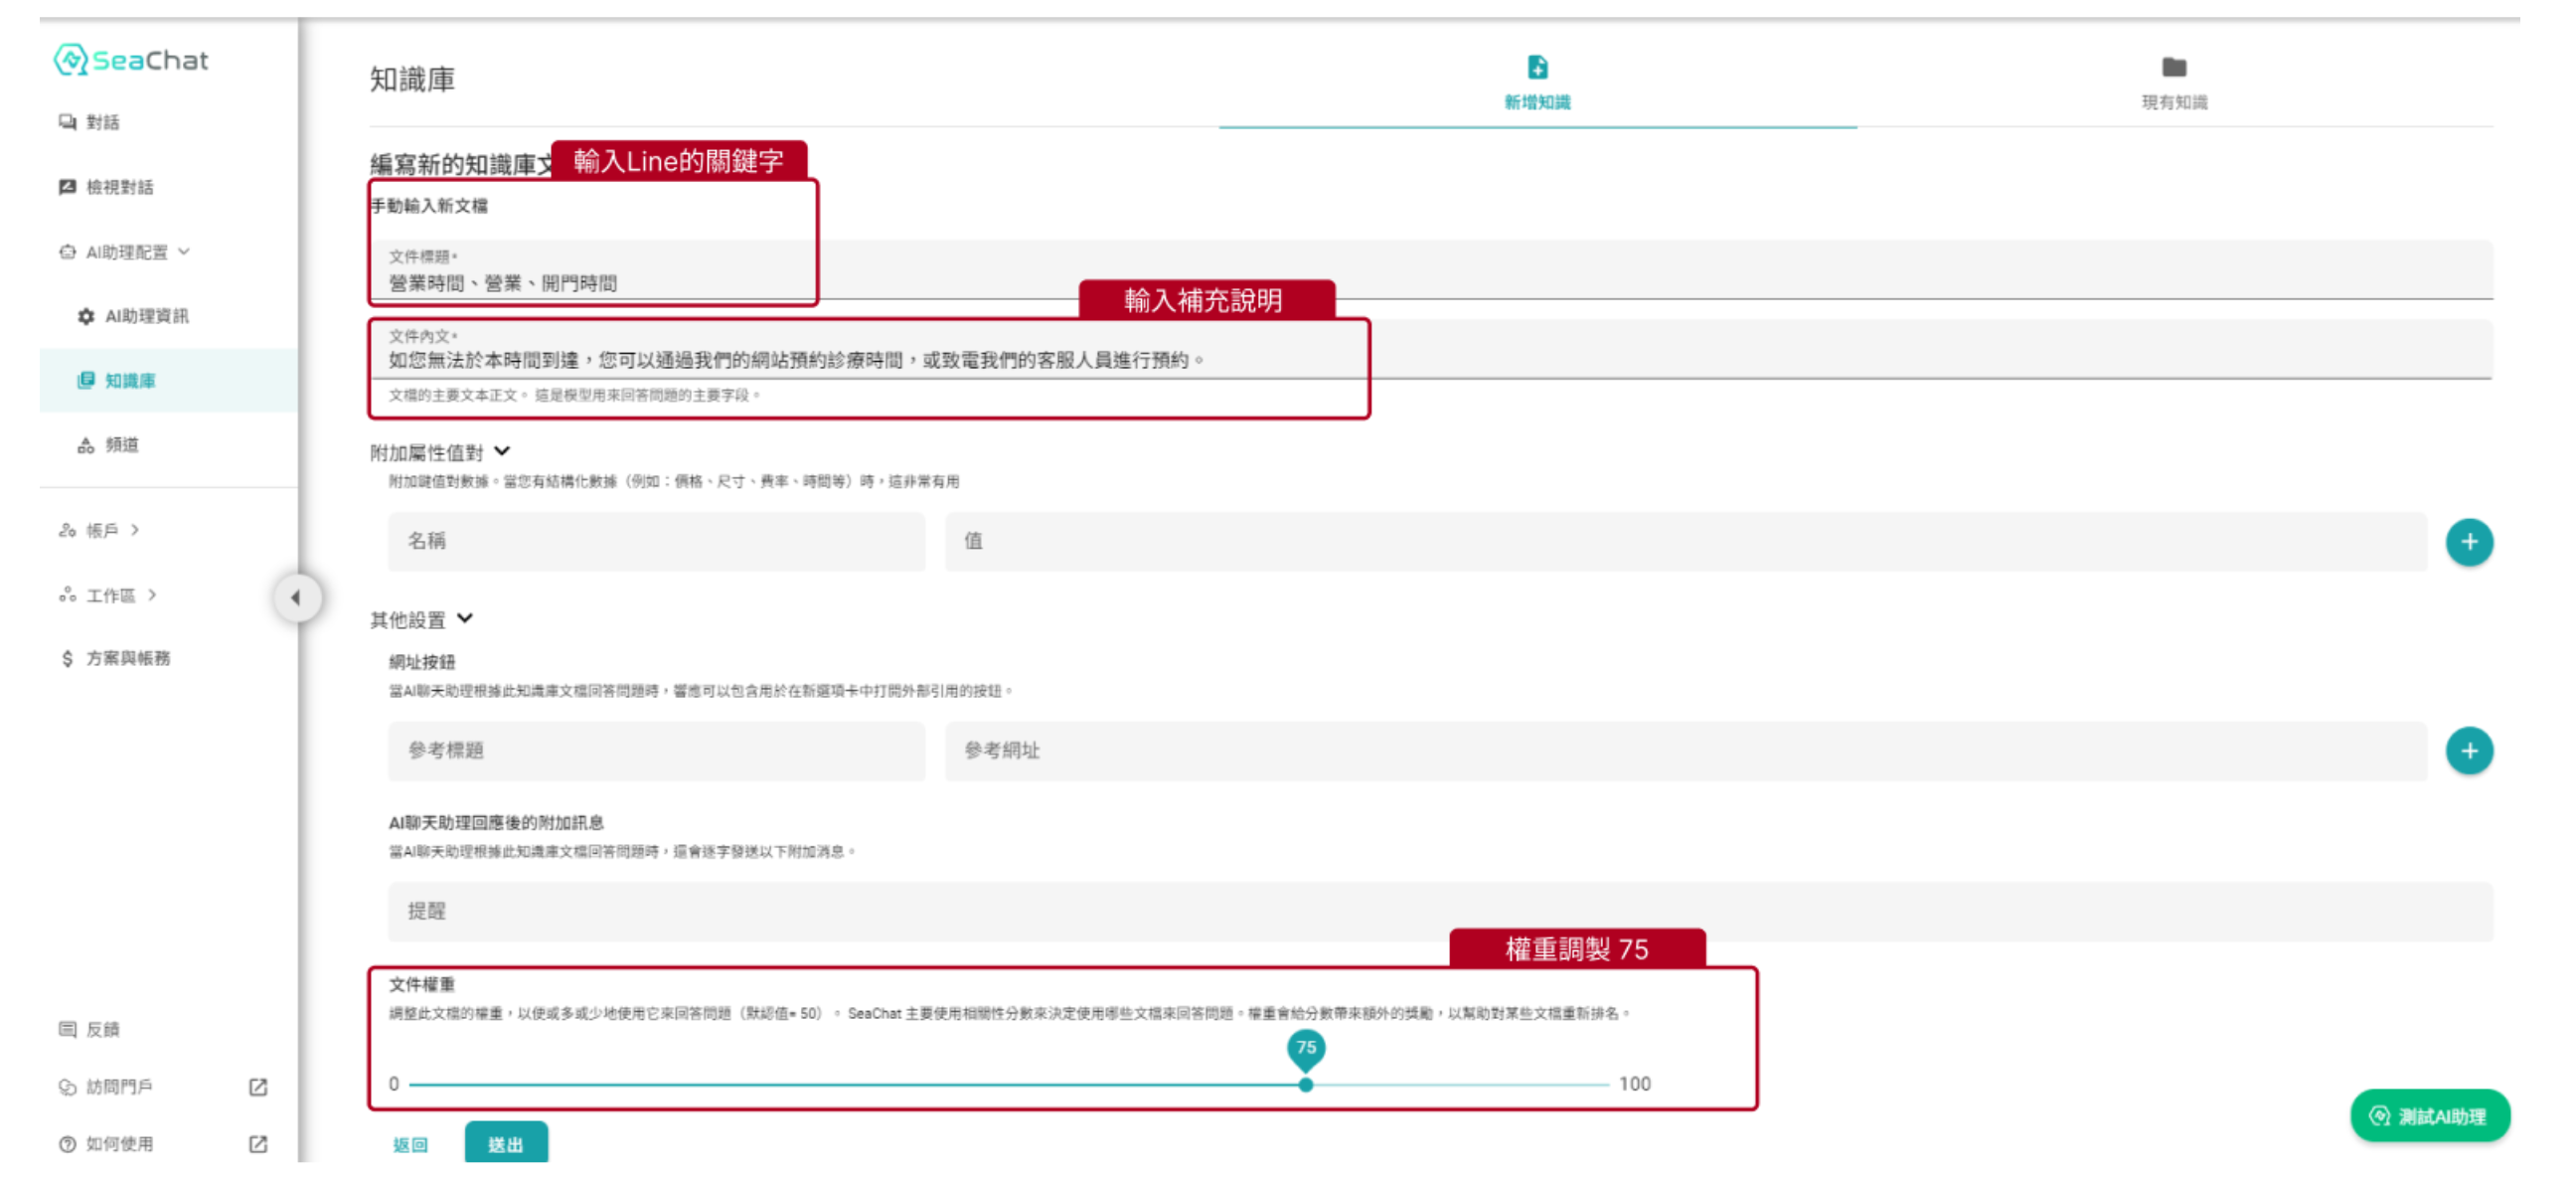 SeaChat
對話
檢視對話
AI助理配置
AI助理資訊
知識庫
頻道
帳戶
工作區
方案與帳務
反饋
訪問門戶
如何使用
知識庫
新增知識
現有知識
編寫新的知識庫文
輸入Line的關鍵字
手動輸入新文檔
文件標題*
營業時間、營業、開門時間
輸入補充說明
文件內文*
如您無法於本時間到達，您可以通過我們的網站預約診療時間，或致電我們的客服人員進行預約。
文檔的主要文本正文。 這是模型用來回答問題的主要字段。
附加屬性值對
附加鍵值對數據。當您有結構化數據（例如：價格、尺寸、費率、時間等）時，這非常有用
名稱
值
其他設置
網址按鈕
當AI聊天助理根據此知識庫文檔回答問題時，響應可以包含用於在新選項卡中打開外部引用的按鈕。
參考標題
參考網址
AI聊天助理回應後的附加訊息
當AI聊天助理根據此知識庫文檔回答問題時，還會逐字發送以下附加消息。
提醒
權重調製 75
文件權重
調整此文檔的權重，以便或多或少地使用它來回答問題（默認值= 50）。 SeaChat 主要使用相關性分數來決定使用哪些文檔來回答問題。權重會給分數帶來額外的獎勵，以幫助對某些文檔重新排名。
75
0
100
返回
送出
測試AI助理